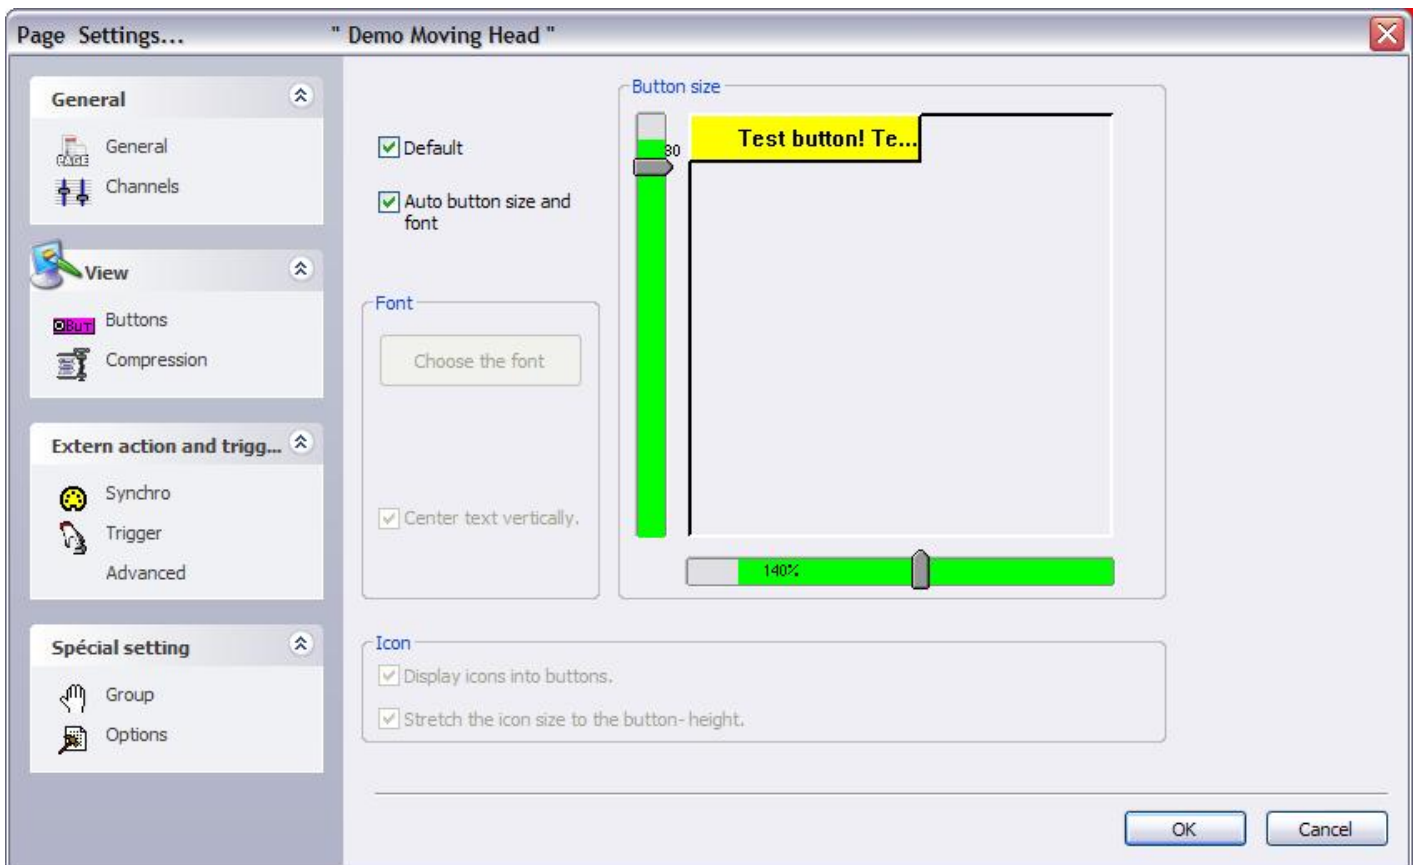 Page Settings... " Demo Moving Head "
General
General
Channels
View
Buttons
Compression
Extern action and trigg...
Synchro
Trigger
Advanced
Spécial setting
Group
Options
Default
Auto button size and
font
Font
Choose the font
Center text vertically.
Button size
Test button! Te...
140%
Icon
Display icons into buttons.
Stretch the icon size to the button-height.
OK
Cancel